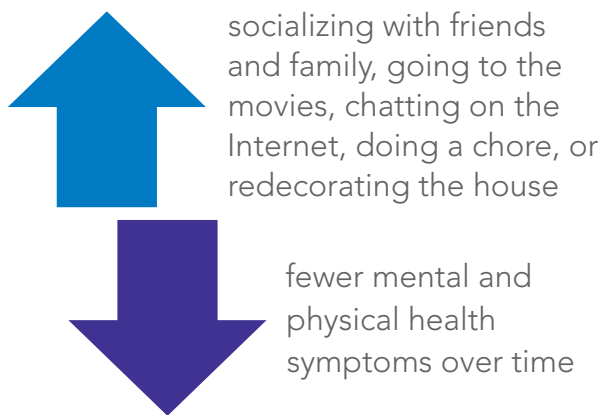 socializing with friends
and family, going to the
movies, chatting on the
Internet, doing a chore, or
redecorating the house
fewer mental and
physical health
symptoms over time